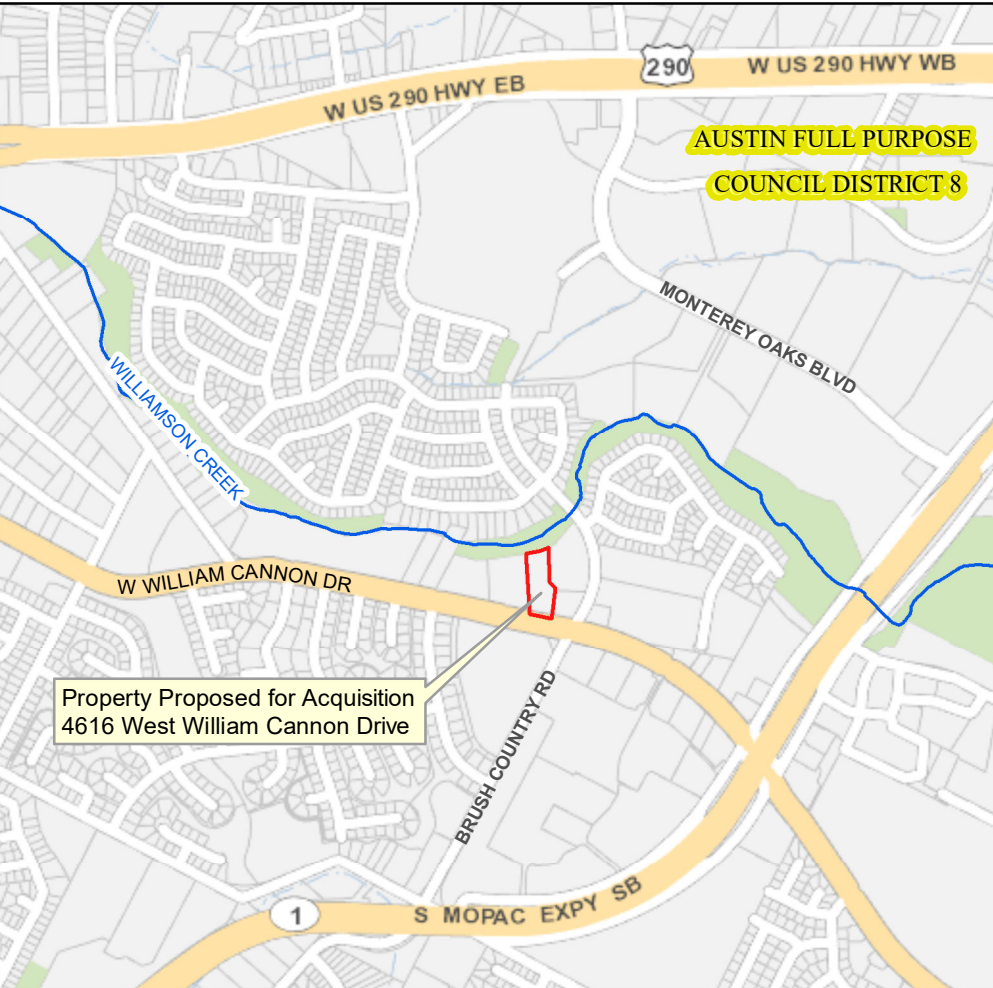 W US 290 HWY EB
290
W US 290 HWY WB
AUSTIN FULL PURPOSE
COUNCIL DISTRICT 8
MONTEREY OAKS BLVD
WILLIAMSON CREEK
W WILLIAM CANNON DR
Property Proposed for Acquisition
4616 West William Cannon Drive
BRUSH COUNTRY RD
1
S MOPAC EXPY SB